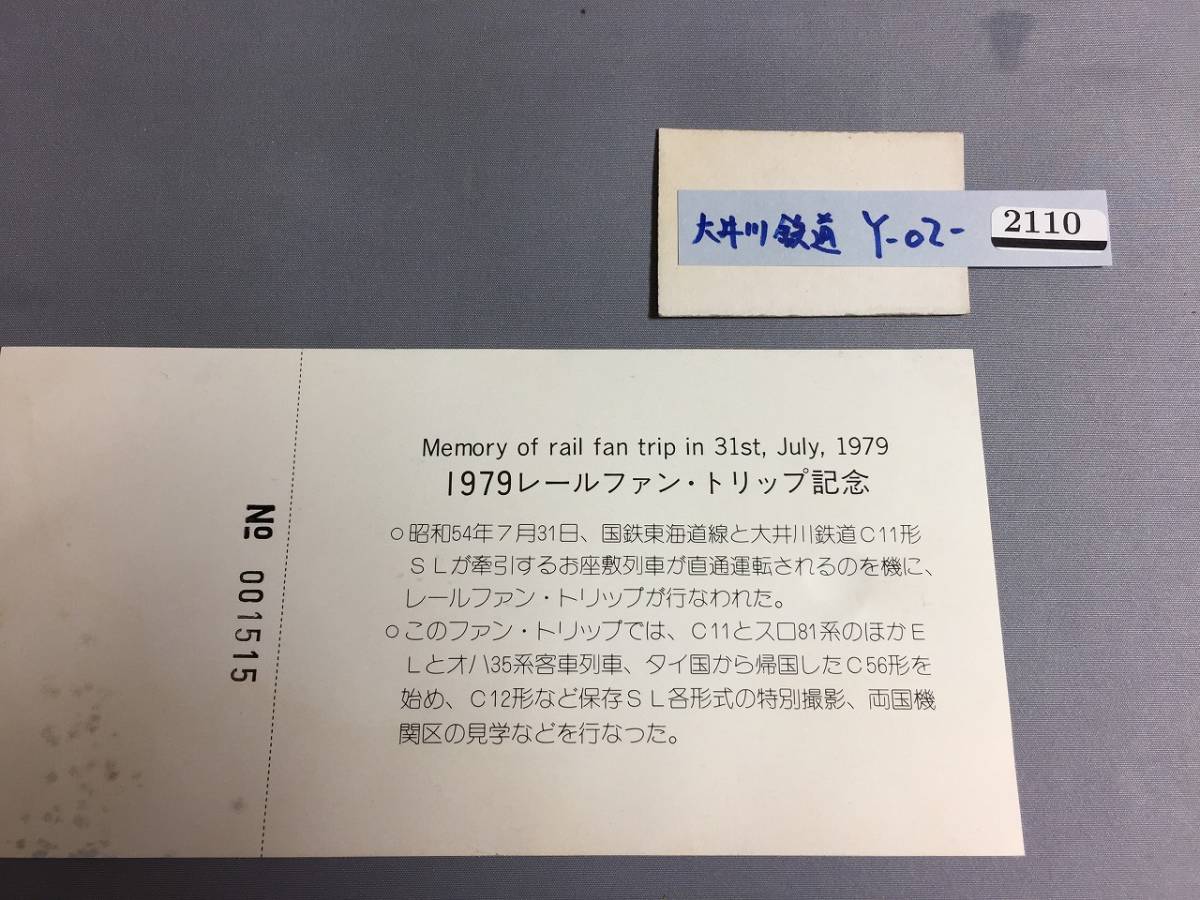 大井川鉄道 Y-02-
2110
Memory of rail fan trip in 31st, July, 1979
1979レールファン・トリップ記念
○昭和54年7月31日、国鉄東海道線と大井川鉄道C11形
SLが牽引するお座敷列車が直通運転されるのを機に、
レールファン・トリップが行なわれた。
○このファン・トリップでは、C11とスロ81系のほかE
Lとオハ35系客車列車、タイ国から帰国したC56形を
始め、C12形など保存SL各形式の特別撮影、両国機
関区の見学などを行なった。
№ 001515